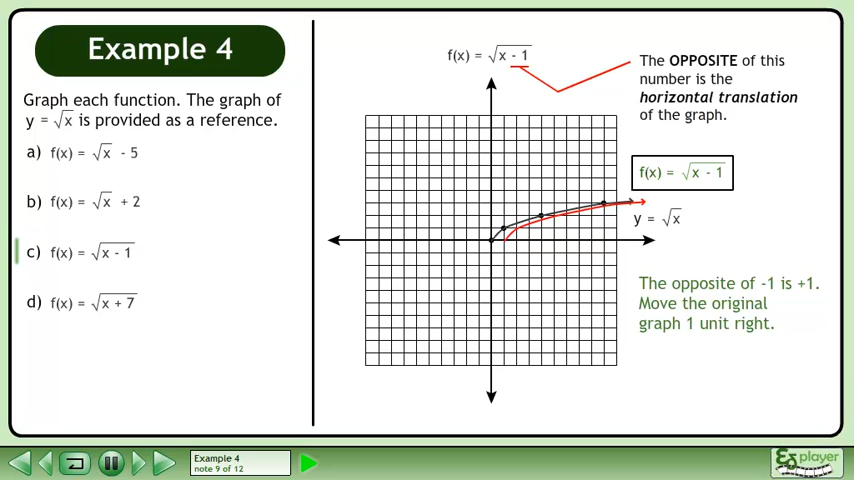 Example 4
Graph each function. The graph of
y = √x is provided as a reference.
a) f(x) = √x - 5
b) f(x) = √x + 2
c) f(x) = √(x - 1)
d) f(x) = √(x + 7)
f(x) = √(x - 1)
The OPPOSITE of this
number is the
horizontal translation
of the graph.
f(x) = √(x - 1)
y = √x
The opposite of -1 is +1.
Move the original
graph 1 unit right.
Example 4
note 9 of 12
player